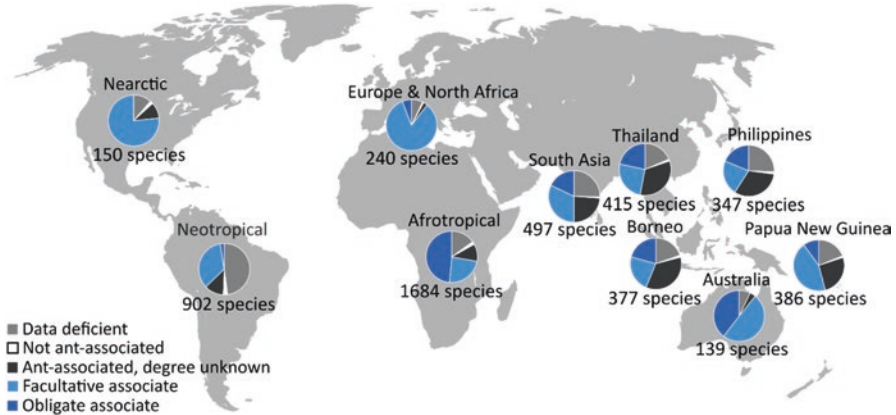 Nearctic
150 species
Europe & North Africa
240 species
Thailand
415 species
Philippines
347 species
South Asia
497 species
Neotropical
902 species
Afrotropical
1684 species
Borneo
377 species
Papua New Guinea
386 species
Australia
139 species
Data deficient
Not ant-associated
Ant-associated, degree unknown
Facultative associate
Obligate associate